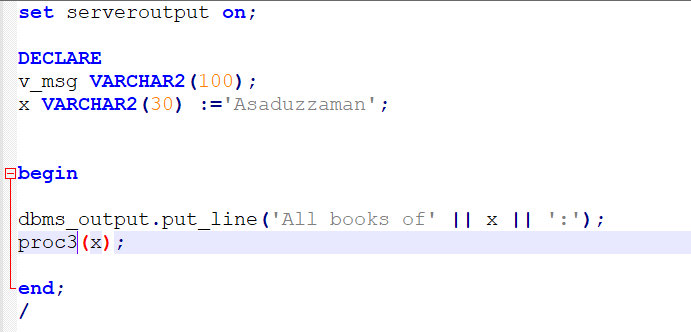 set serveroutput on;
DECLARE
v_msg VARCHAR2(100);
x VARCHAR2(30) :='Asaduzzaman';
begin
dbms_output.put_line('All books of' || x || ':');
proc3(x);
end;
/